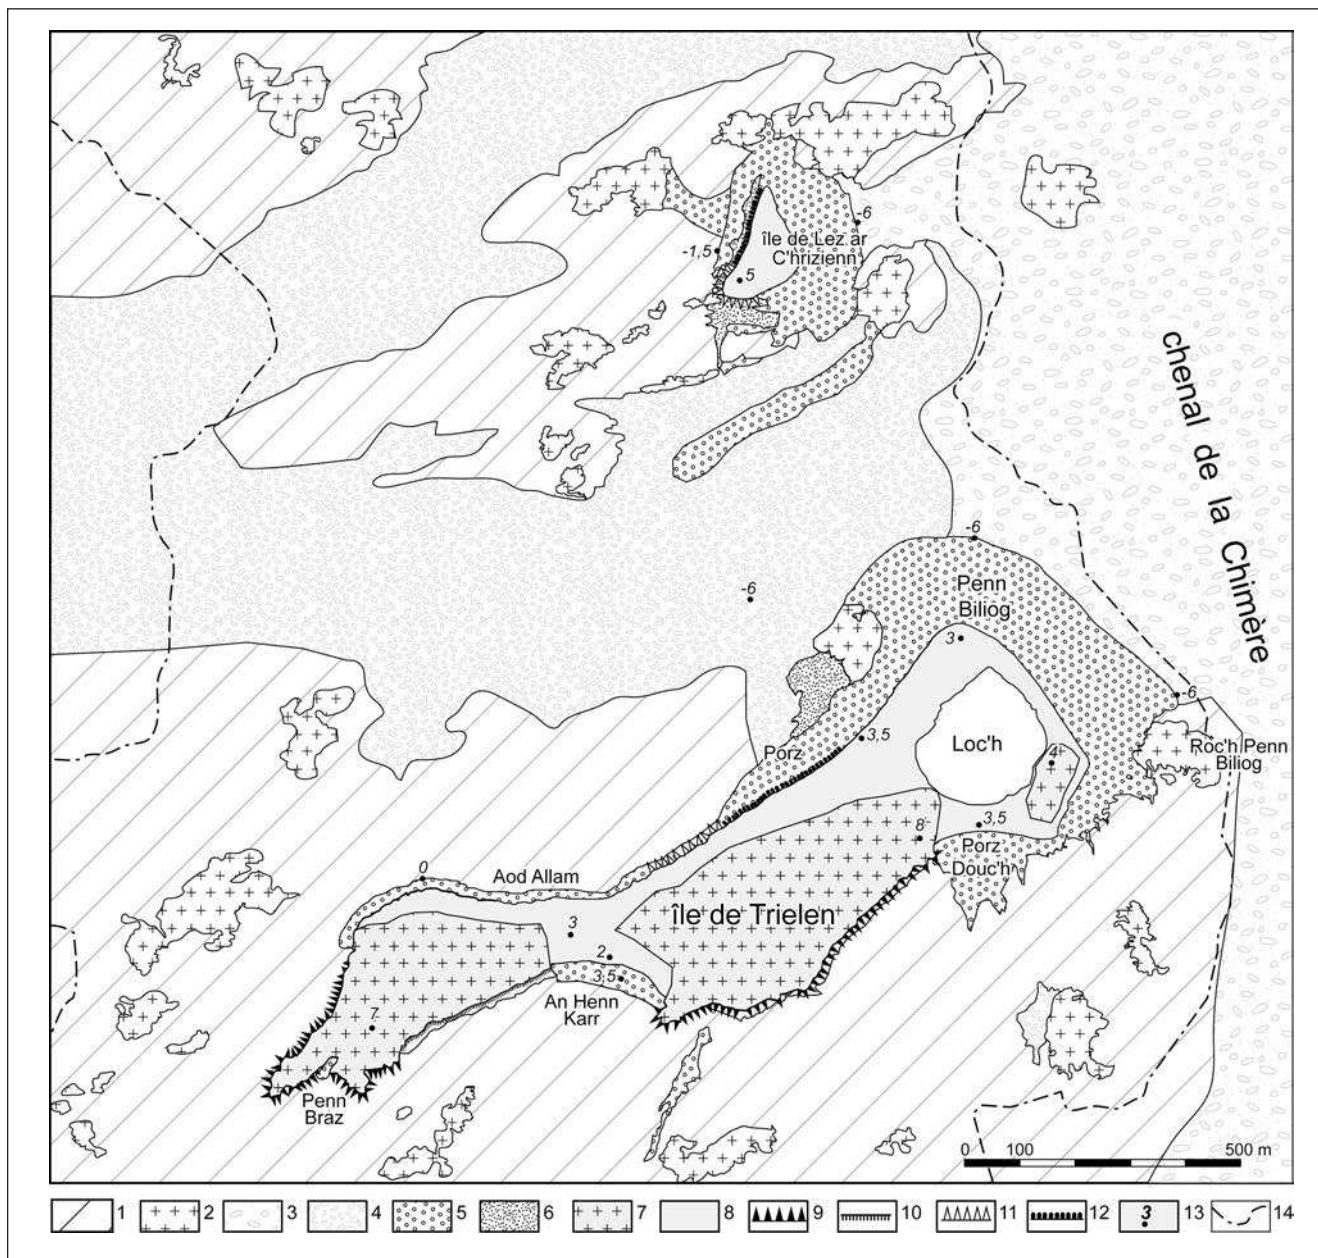 -6
île de Lez ar
C'hrizienn
-1,5
5
chenal de la Chimère
-6
Penn
Biliog
-6
3
-6
3,5
Porz
Loc'h
4
Roc'h Penn
Biliog
3,5
8
Porz
Douc'h
0
Aod Allam
île de Trielen
3
2
3,5
An Henn
Karr
7
Penn
Braz
0 100 500 m
1 2 3 4 5 6 7 8 9 10 11 12 3 13 14